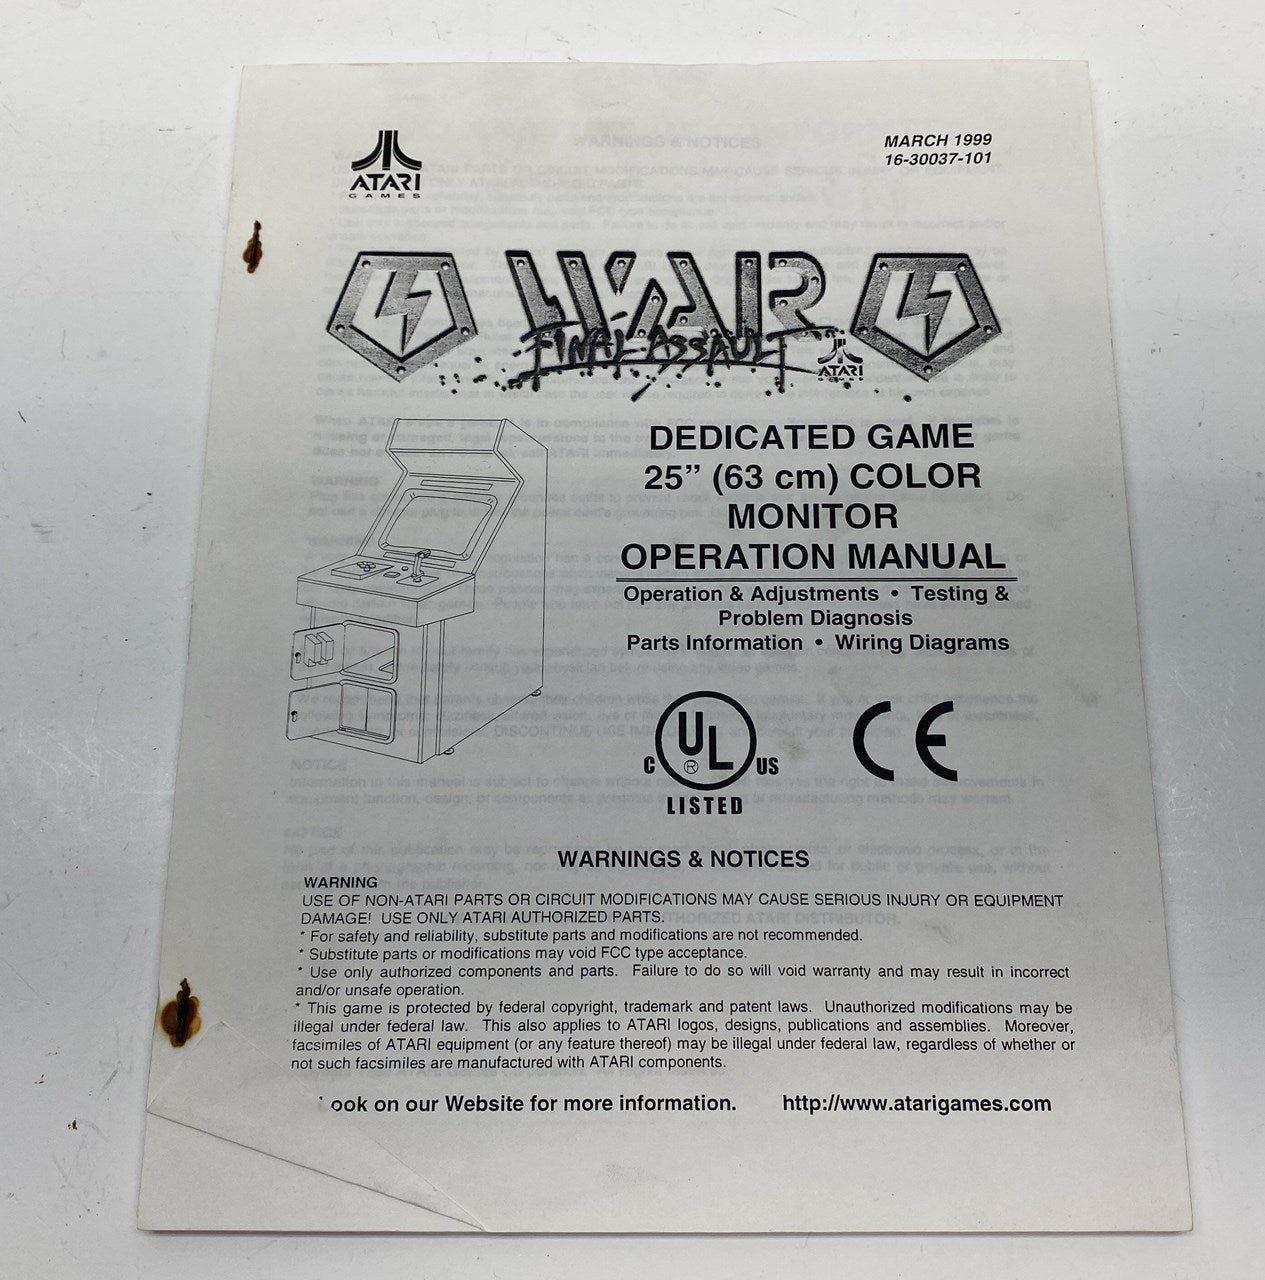 ATARI
GAMES
MARCH 1999
16-30037-101
WAR
FINAL ASSAULT
ATARI
GAMES
DEDICATED GAME
25” (63 cm) COLOR
MONITOR
OPERATION MANUAL
Operation & Adjustments • Testing &
Problem Diagnosis
Parts Information • Wiring Diagrams
UL
®
C US
LISTED
CE
WARNINGS & NOTICES
WARNING
USE OF NON-ATARI PARTS OR CIRCUIT MODIFICATIONS MAY CAUSE SERIOUS INJURY OR EQUIPMENT
DAMAGE! USE ONLY ATARI AUTHORIZED PARTS.
* For safety and reliability, substitute parts and modifications are not recommended.
* Substitute parts or modifications may void FCC type acceptance.
* Use only authorized components and parts. Failure to do so will void warranty and may result in incorrect
and/or unsafe operation.
* This game is protected by federal copyright, trademark and patent laws. Unauthorized modifications may be
illegal under federal law. This also applies to ATARI logos, designs, publications and assemblies. Moreover,
facsimiles of ATARI equipment (or any feature thereof) may be illegal under federal law, regardless of whether or
not such facsimiles are manufactured with ATARI components.
ook on our Website for more information. http://www.atarigames.com